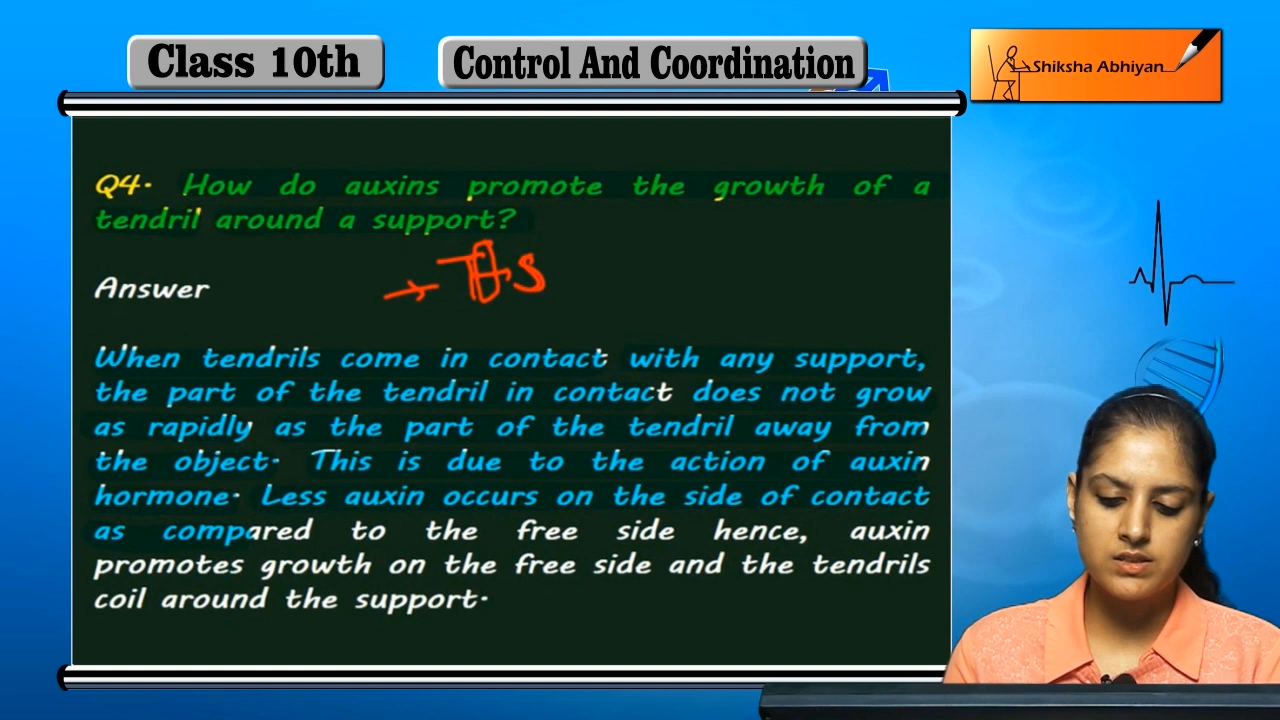 Class 10th
Control And Coordination
Shiksha Abhiyan
Q4. How do auxins promote the growth of a
tendril around a support?
Answer
When tendrils come in contact with any support,
the part of the tendril in contact does not grow
as rapidly as the part of the tendril away from
the object. This is due to the action of auxin
hormone. Less auxin occurs on the side of contact
as compared to the free side hence, auxin
promotes growth on the free side and the tendrils
coil around the support.